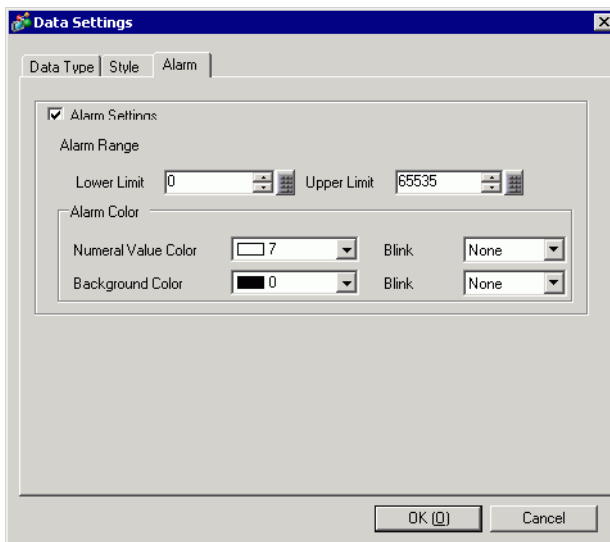 Data Settings
Data Type Style Alarm
Alarm Settings
Alarm Range
Lower Limit 0 Upper Limit 65535
Alarm Color
Numeral Value Color 7 Blink None
Background Color 0 Blink None
OK (O) Cancel